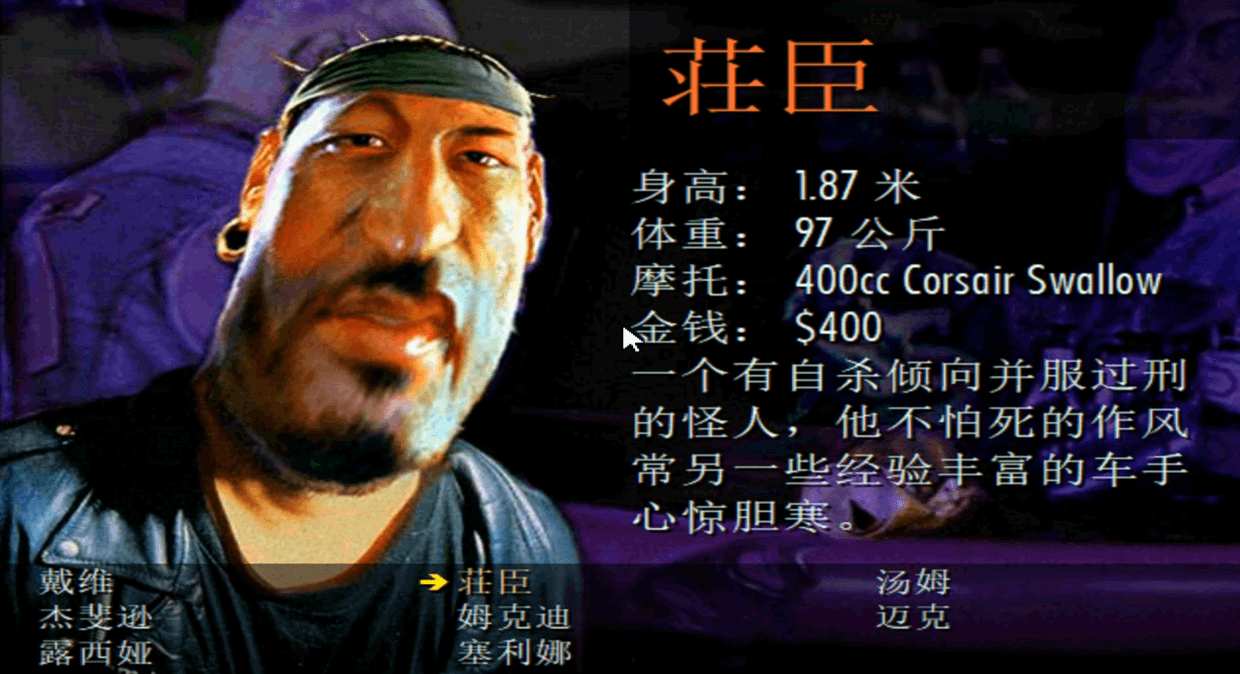 荘臣
身高： 1.87 米
体重： 97 公斤
摩托： 400cc Corsair Swallow
金钱： $400
一个有自杀倾向并服过刑
的怪人，他不怕死的作风
常另一些经验丰富的车手
心惊胆寒。
戴维 荘臣 汤姆
杰斐逊 姆克迪 迈克
露西娅 塞利娜